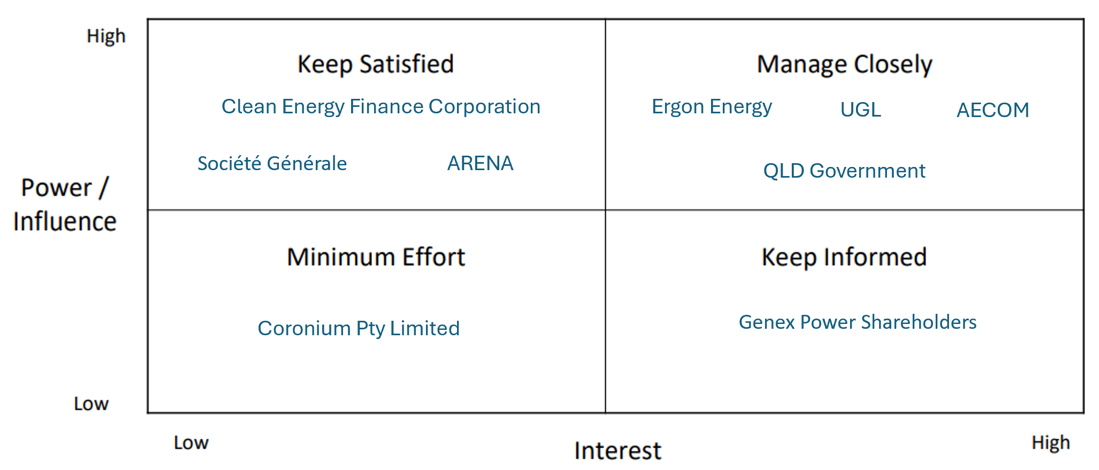 High
Keep Satisfied
Manage Closely
Clean Energy Finance Corporation
Ergon Energy UGL AECOM
Société Générale ARENA
QLD Government
Power /
Influence
Minimum Effort
Keep Informed
Coronium Pty Limited
Genex Power Shareholders
Low
Low Interest High